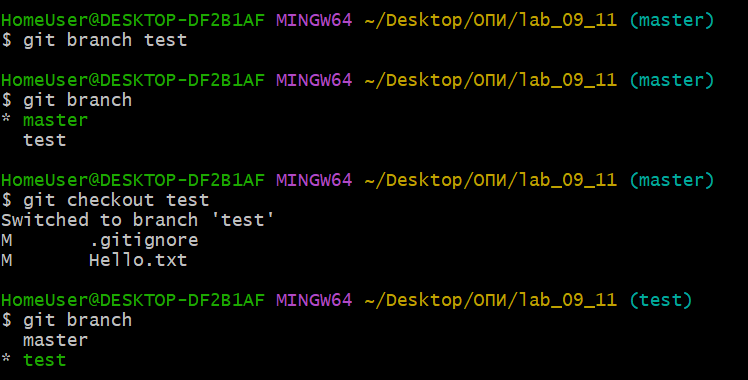 HomeUser@DESKTOP-DF2B1AF MINGW64 ~/Desktop/ОПИ/lab_09_11 (master)
$ git branch test
HomeUser@DESKTOP-DF2B1AF MINGW64 ~/Desktop/ОПИ/lab_09_11 (master)
$ git branch
* master
  test
HomeUser@DESKTOP-DF2B1AF MINGW64 ~/Desktop/ОПИ/lab_09_11 (master)
$ git checkout test
Switched to branch 'test'
M       .gitignore
M       Hello.txt
HomeUser@DESKTOP-DF2B1AF MINGW64 ~/Desktop/ОПИ/lab_09_11 (test)
$ git branch
  master
* test